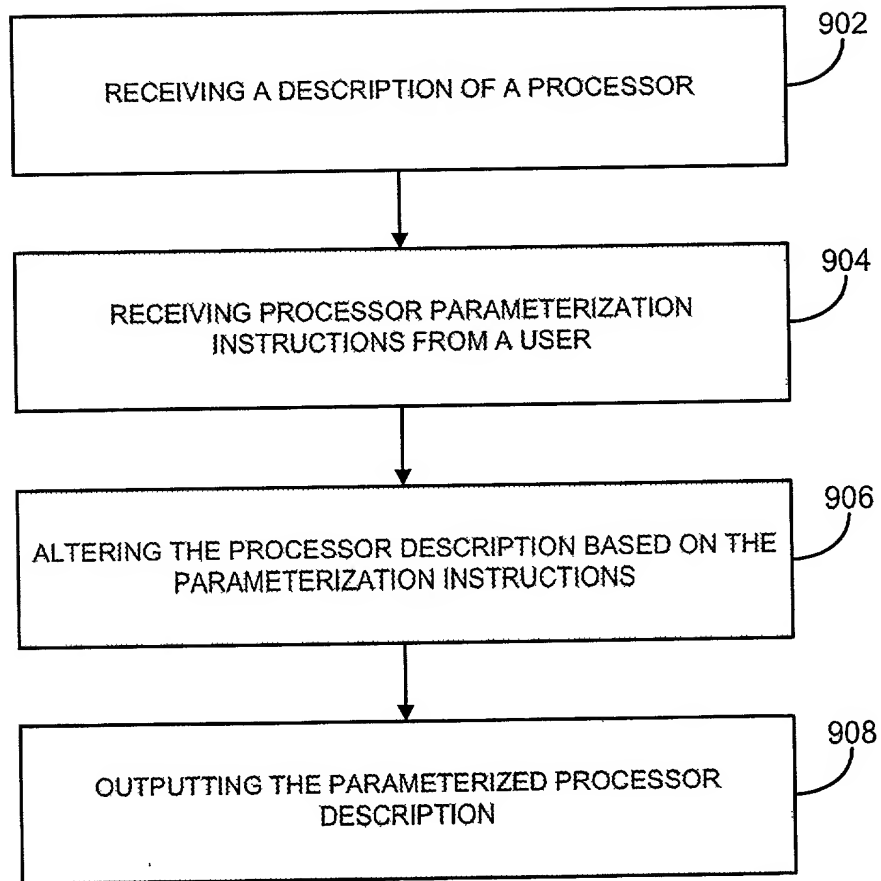 902
RECEIVING A DESCRIPTION OF A PROCESSOR
904
RECEIVING PROCESSOR PARAMETERIZATION
INSTRUCTIONS FROM A USER
906
ALTERING THE PROCESSOR DESCRIPTION BASED ON THE
PARAMETERIZATION INSTRUCTIONS
908
OUTPUTTING THE PARAMETERIZED PROCESSOR
DESCRIPTION